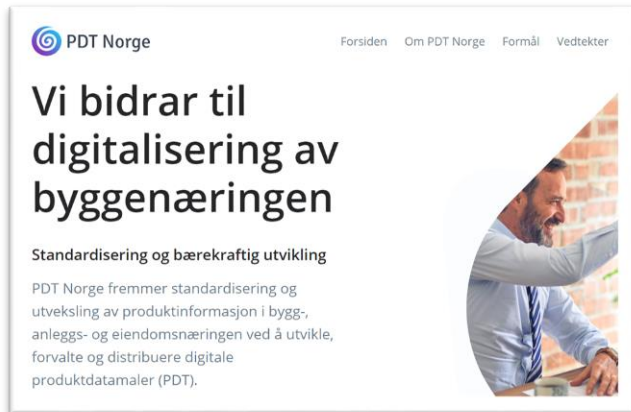 PDT Norge
Forsiden Om PDT Norge Formål Vedtekter
Vi bidrar til
digitalisering av
byggenæringen
Standardisering og bærekraftig utvikling
PDT Norge fremmer standardisering og
utveksling av produktinformasjon i bygg-,
anleggs- og eiendomsnæringen ved å utvikle,
forvalte og distribuere digitale
produktdatamaler (PDT).